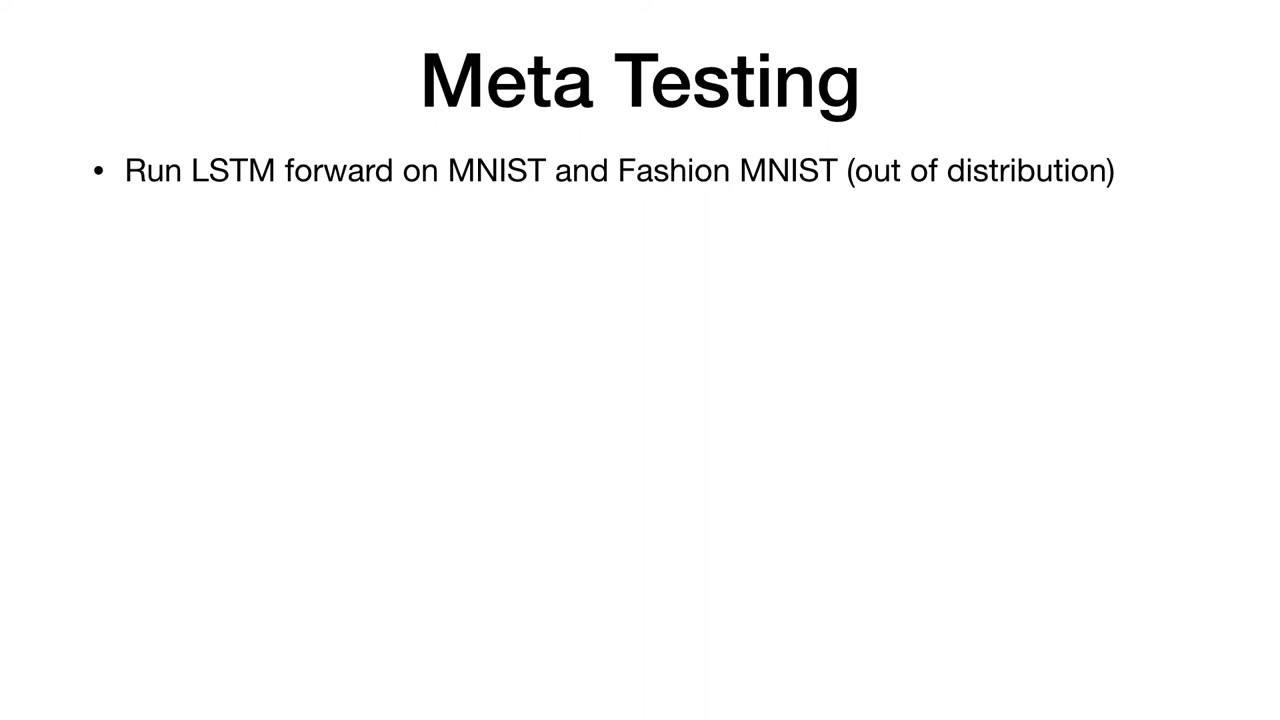 Meta Testing
• Run LSTM forward on MNIST and Fashion MNIST (out of distribution)